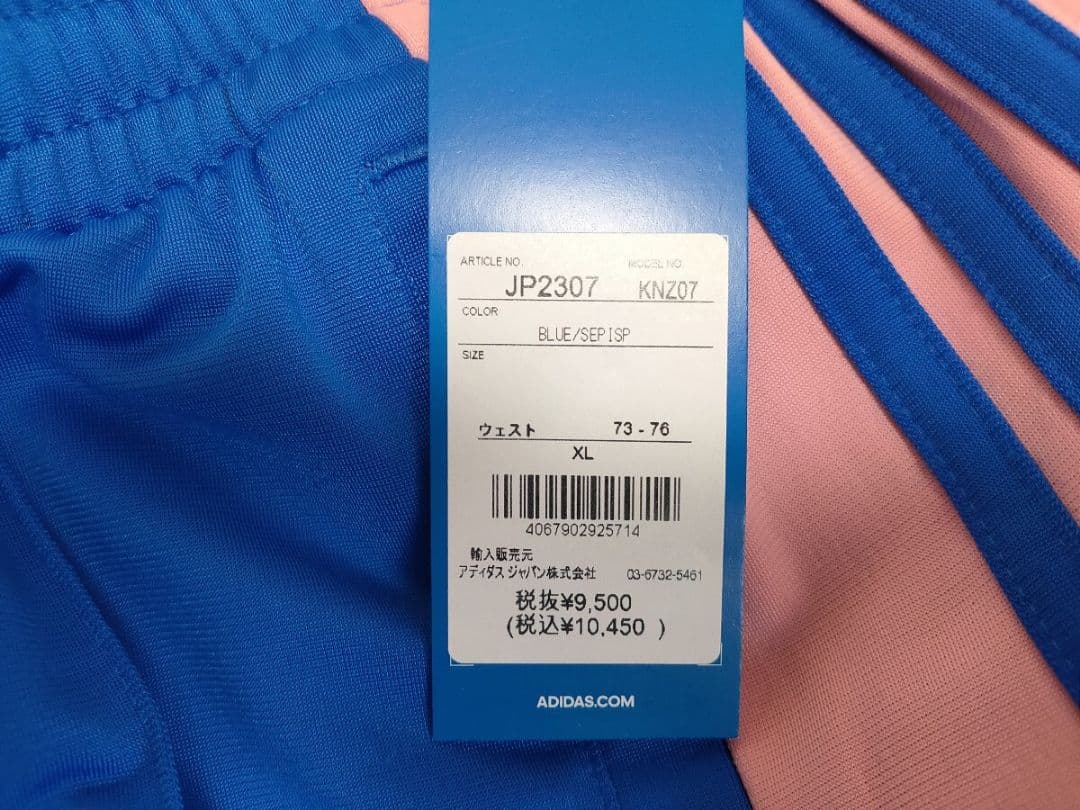 ARTICLE NO. MODEL NO.
JP2307 KNZ07
COLOR
BLUE/SEPISP
SIZE
ウェスト 73 - 76
XL
4067902925714
輸入販売元
アディダス ジャパン株式会社 03-6732-5461
税抜¥9,500
(税込¥10,450 )
ADIDAS.COM